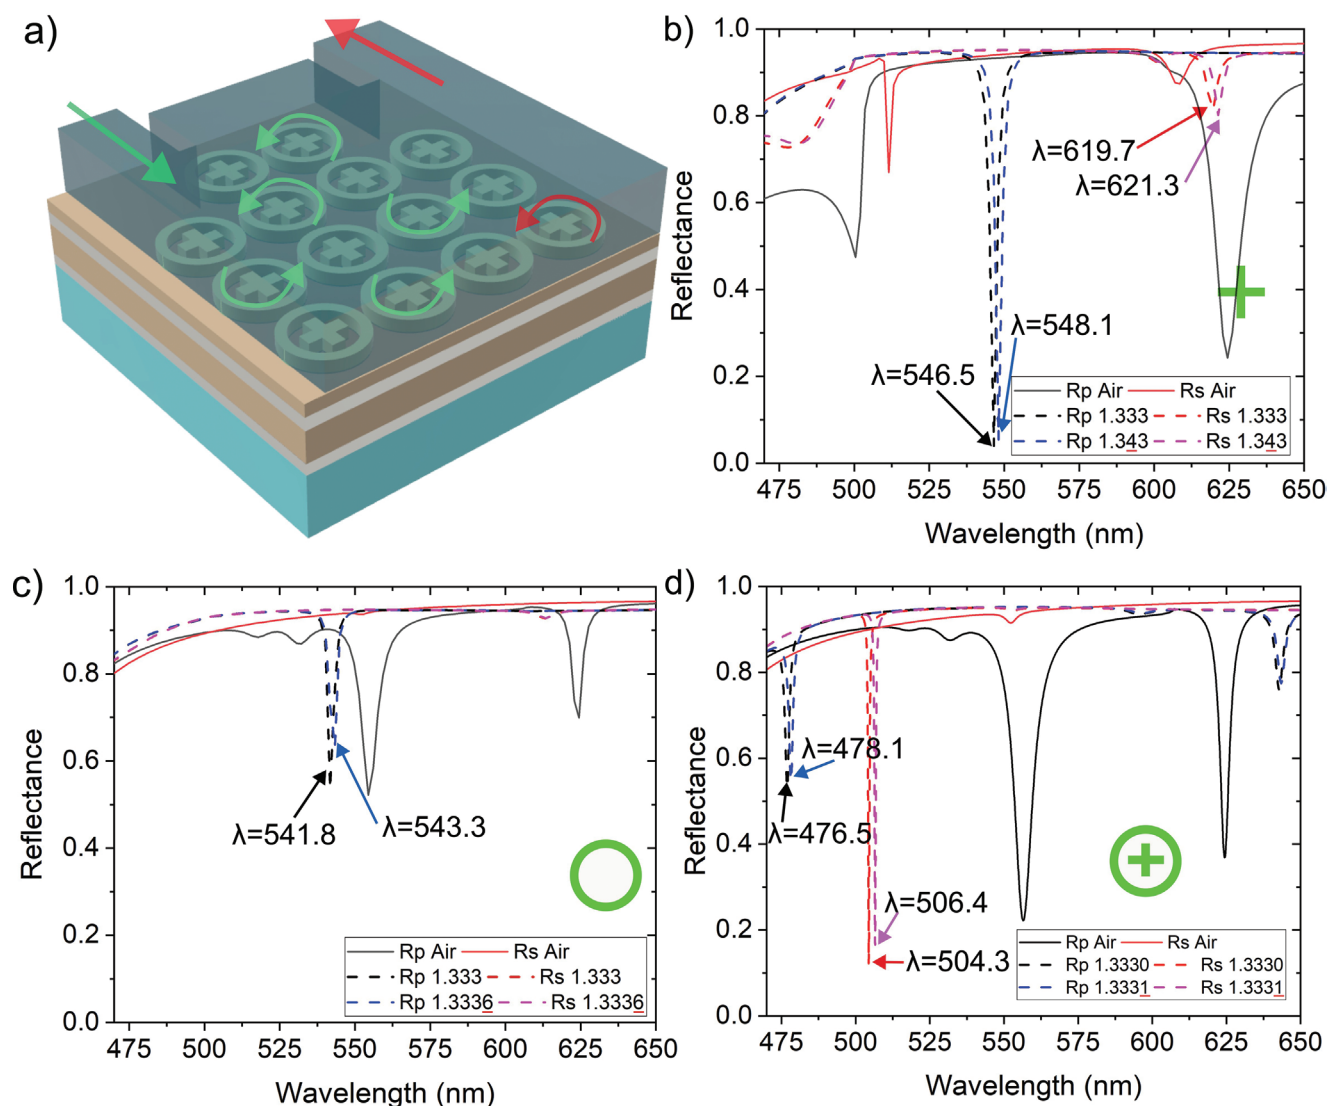 a)
b)
1.0
0.8
0.6
0.4
0.2
0.0
Reflectance
λ=619.7
λ=621.3
λ=548.1
λ=546.5
Rp Air Rs Air
Rp 1.333 Rs 1.333
Rp 1.343 Rs 1.343
475 500 525 550 575 600 625 650
Wavelength (nm)
c)
1.0
0.8
0.6
0.4
0.2
0.0
Reflectance
λ=541.8
λ=543.3
Rp Air Rs Air
Rp 1.333 Rs 1.333
Rp 1.3336 Rs 1.3336
475 500 525 550 575 600 625 650
Wavelength (nm)
d)
1.0
0.8
0.6
0.4
0.2
0.0
Reflectance
λ=478.1
λ=476.5
λ=506.4
λ=504.3
Rp Air Rs Air
Rp 1.3330 Rs 1.3330
Rp 1.3331 Rs 1.3331
475 500 525 550 575 600 625 650
Wavelength (nm)